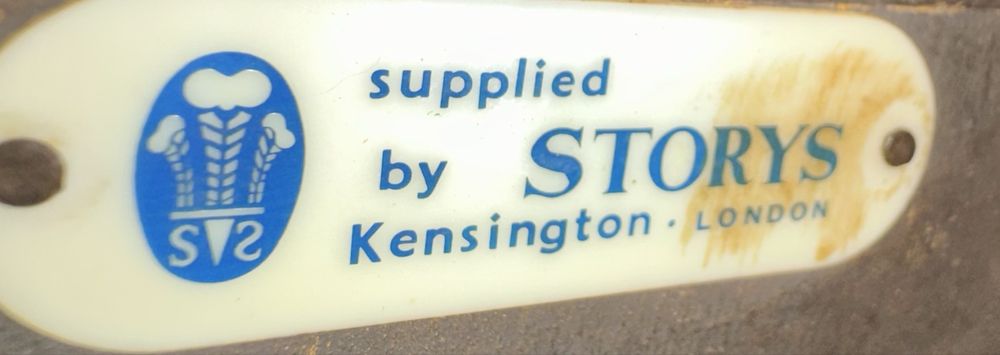 supplied
by STORYS
Kensington · LONDON
S S